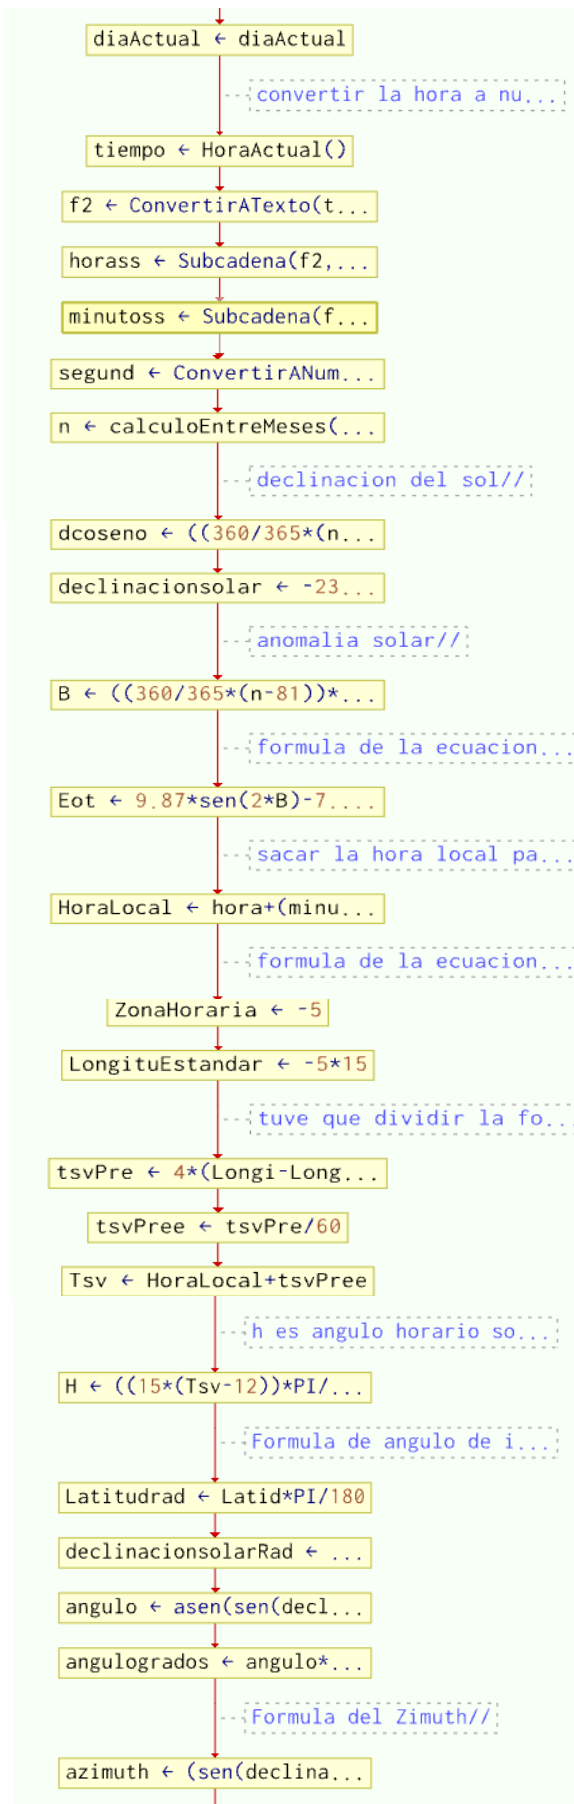 diaActual ← diaActual
convertir la hora a nu...
tiempo ← HoraActual()
f2 ← ConvertirATexto(t...
horass ← Subcadena(f2,...
minutoss ← Subcadena(f...
segund ← ConvertirANum...
n ← calculoEntreMeses(...
declinacion del sol//
dcoseno ← ((360/365*(n...
declinacionsolar ← -23...
anomalia solar//
B ← ((360/365*(n-81))*...
formula de la ecuacion...
Eot ← 9.87*sen(2*B)-7....
sacar la hora local pa...
HoraLocal ← hora+(minu...
formula de la ecuacion...
ZonaHoraria ← -5
LongituEstandar ← -5*15
tuve que dividir la fo...
tsvPre ← 4*(Longi-Long...
tsvPree ← tsvPre/60
Tsv ← HoraLocal+tsvPree
h es angulo horario so...
H ← ((15*(Tsv-12))*PI/...
Formula de angulo de i...
Latitudrad ← Latid*PI/180
declinacionsolarRad ← ...
angulo ← asen(sen(decl...
angulogrados ← angulo*...
Formula del Zimuth//
azimuth ← (sen(declina...